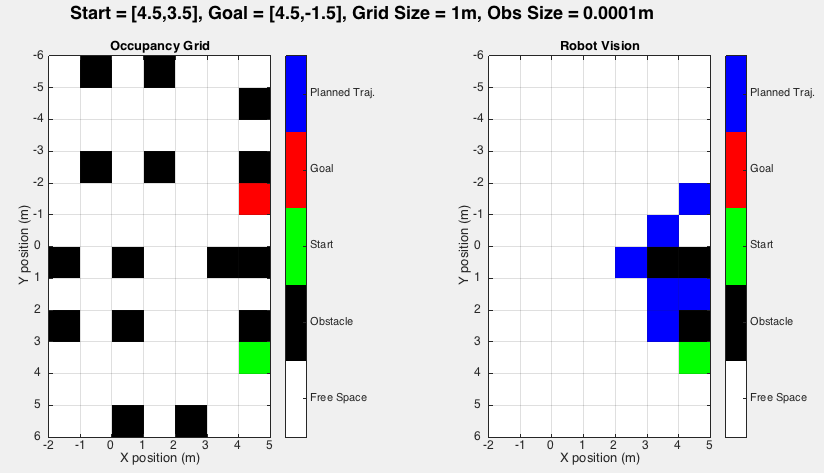 Start = [4.5,3.5], Goal = [4.5,-1.5], Grid Size = 1m, Obs Size = 0.0001m
Occupancy Grid
Y position (m)
-6
-5
-4
-3
-2
-1
0
1
2
3
4
5
6
-2 -1 0 1 2 3 4 5
X position (m)
Planned Traj.
Goal
Start
Obstacle
Free Space
Robot Vision
Y position (m)
-6
-5
-4
-3
-2
-1
0
1
2
3
4
5
6
-2 -1 0 1 2 3 4 5
X position (m)
Planned Traj.
Goal
Start
Obstacle
Free Space